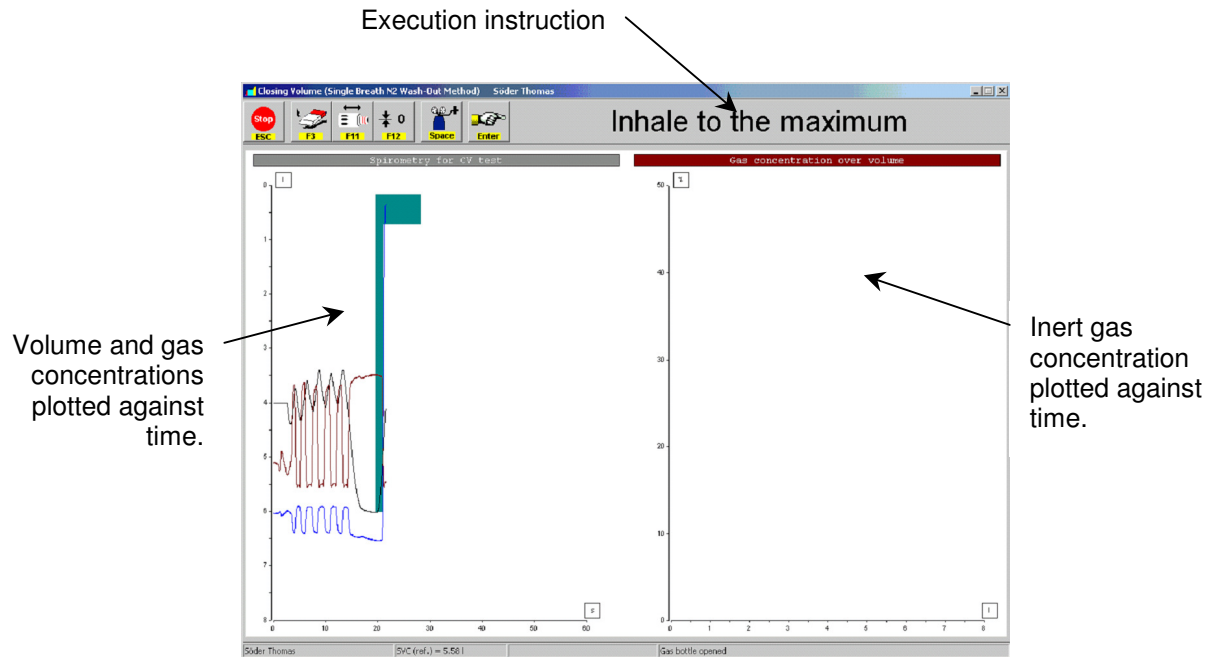 Execution instruction
Closing Volume (Single Breath N2 Wash-Out Method) Söder Thomas
Stop
ESC
F3
F11
0
F12
Space
Enter
Inhale to the maximum
Spirometry for CV test
Gas concentration over volume
l
0
1
2
3
4
5
6
7
8
0 10 20 30 40 50 60
s
%
50
40
30
20
10
0
0 1 2 3 4 5 6 7 8
l
Volume and gas
concentrations
plotted against
time.
Inert gas
concentration
plotted against
time.
Söder Thomas
SVC (ref.) = 5.58 l
Gas bottle opened